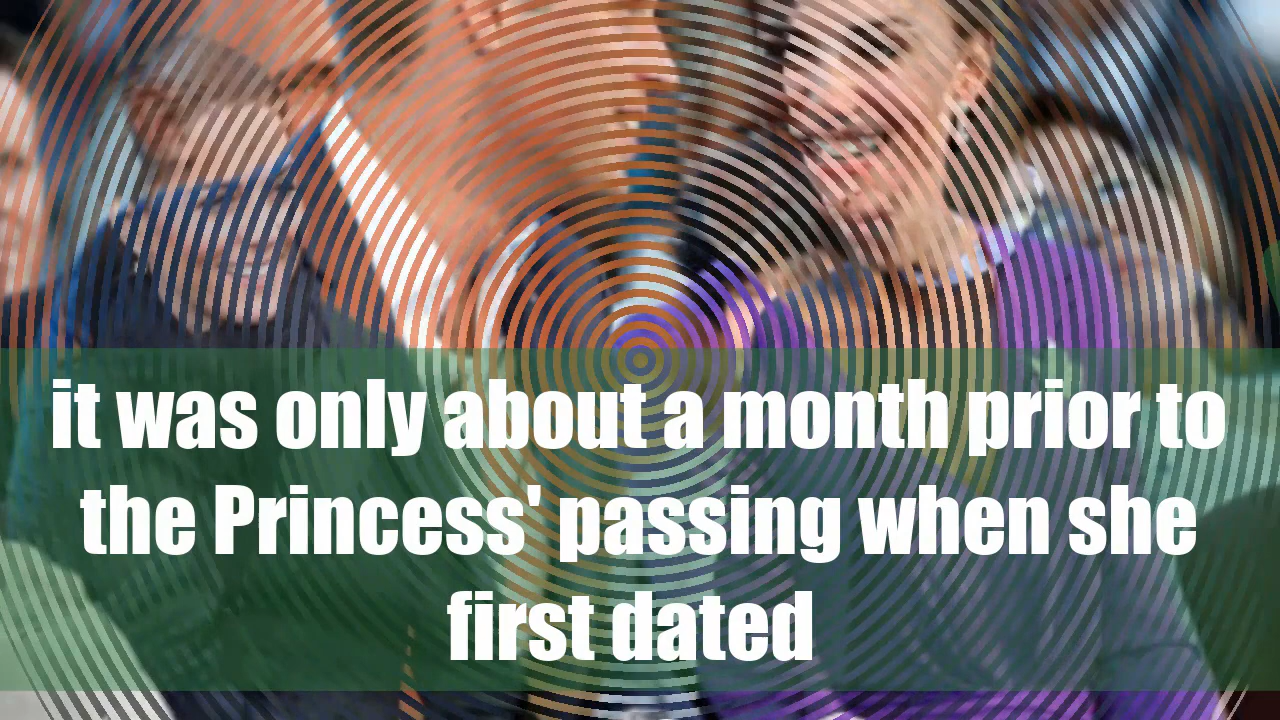 it was only about a month prior to
the Princess' passing when she
first dated